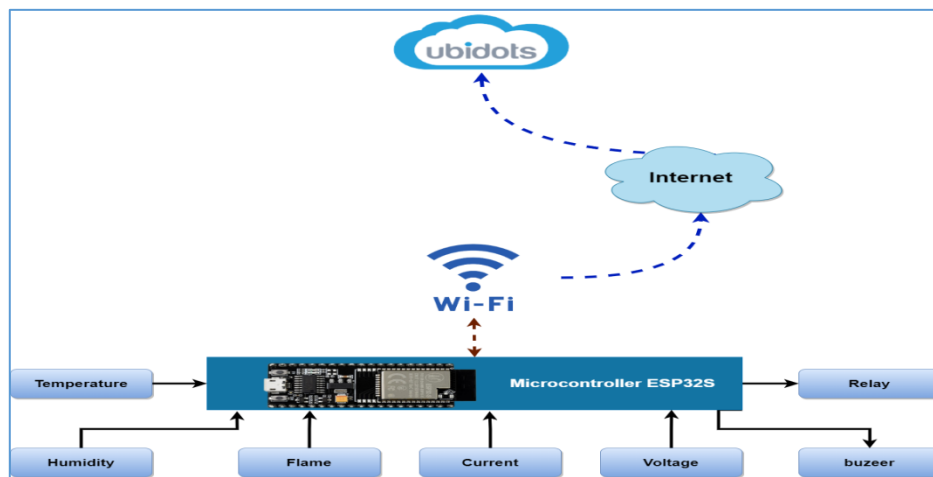 ubidots
Internet
Wi-Fi
Microcontroller ESP32S
Temperature
Relay
Humidity
Flame
Current
Voltage
buzeer